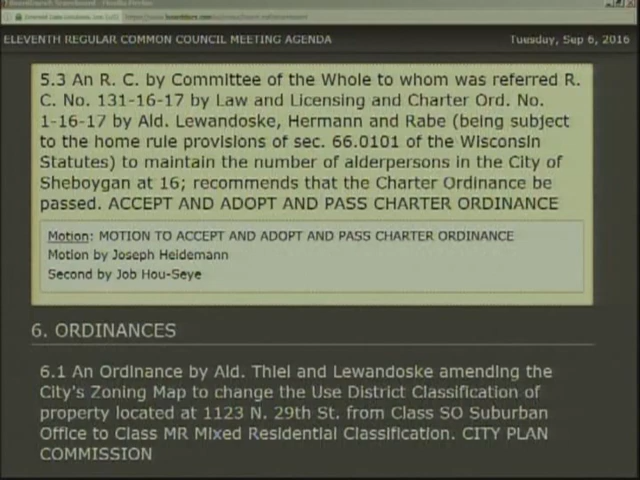 ELEVENTH REGULAR COMMON COUNCIL MEETING AGENDA
Tuesday, Sep 6, 2016
5.3 An R. C. by Committee of the Whole to whom was referred R.
C. No. 131-16-17 by Law and Licensing and Charter Ord. No.
1-16-17 by Ald. Lewandoske, Hermann and Rabe (being subject
to the home rule provisions of sec. 66.0101 of the Wisconsin
Statutes) to maintain the number of alderpersons in the City of
Sheboygan at 16; recommends that the Charter Ordinance be
passed. ACCEPT AND ADOPT AND PASS CHARTER ORDINANCE
Motion: MOTION TO ACCEPT AND ADOPT AND PASS CHARTER ORDINANCE
Motion by Joseph Heidemann
Second by Job Hou-Seye
6. ORDINANCES
6.1 An Ordinance by Ald. Thiel and Lewandoske amending the
City's Zoning Map to change the Use District Classification of
property located at 1123 N. 29th St. from Class SO Suburban
Office to Class MR Mixed Residential Classification. CITY PLAN
COMMISSION